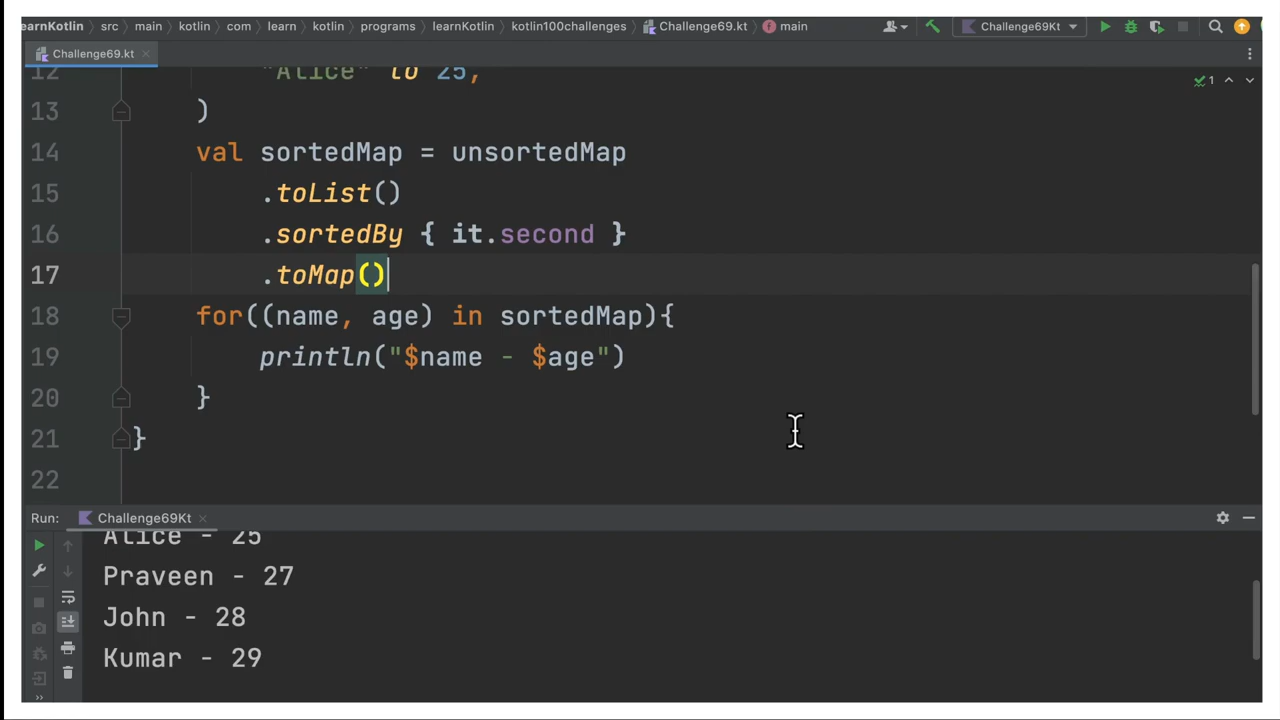 learnKotlin src main kotlin com learn kotlin programs learnKotlin kotlin100challenges Challenge69.kt main Challenge69Kt
Challenge69.kt
12 "Alice" to 25,
1
13 )
14 val sortedMap = unsortedMap
15 .toList()
16 .sortedBy { it.second }
17 .toMap()
18 for((name, age) in sortedMap){
19 println("$name - $age")
20 }
21 }
22
Run: Challenge69Kt
Alice - 25
Praveen - 27
John - 28
Kumar - 29